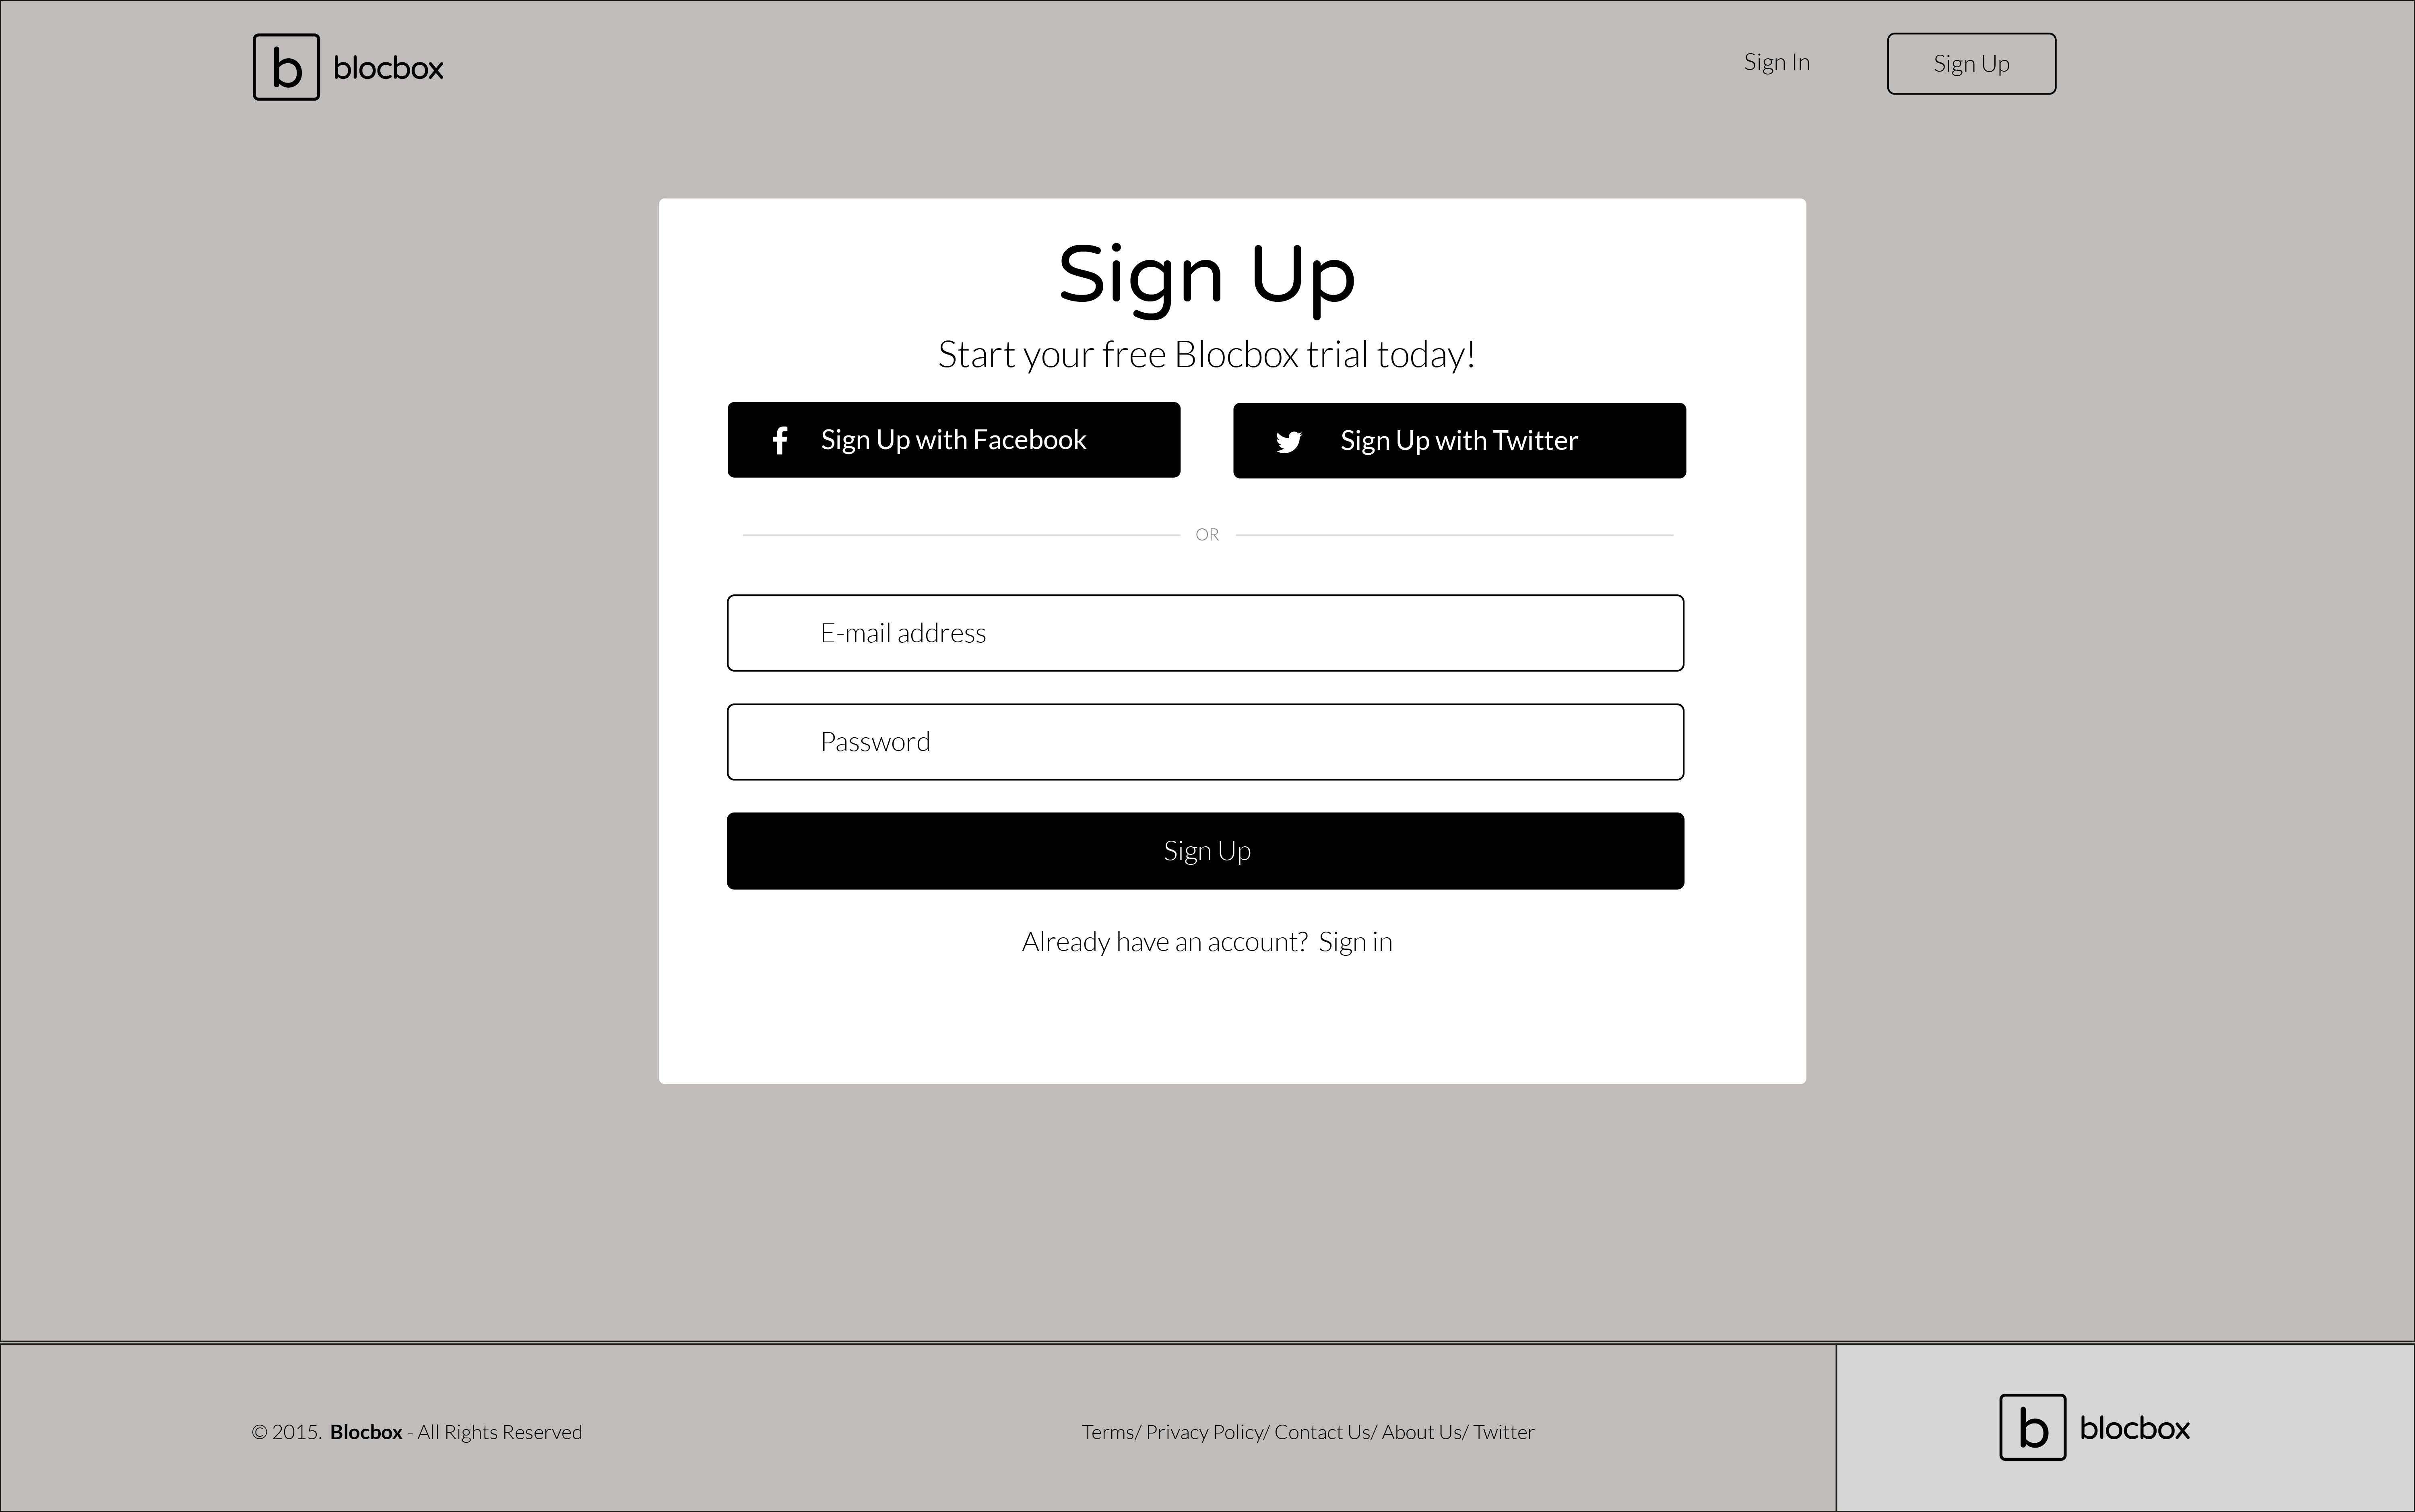 b blocbox
Sign In
Sign Up
Sign Up
Start your free Blocbox trial today!
Sign Up with Facebook
Sign Up with Twitter
OR
E-mail address
Password
Sign Up
Already have an account? Sign in
© 2015. Blocbox - All Rights Reserved
Terms/ Privacy Policy/ Contact Us/ About Us/ Twitter
b blocbox